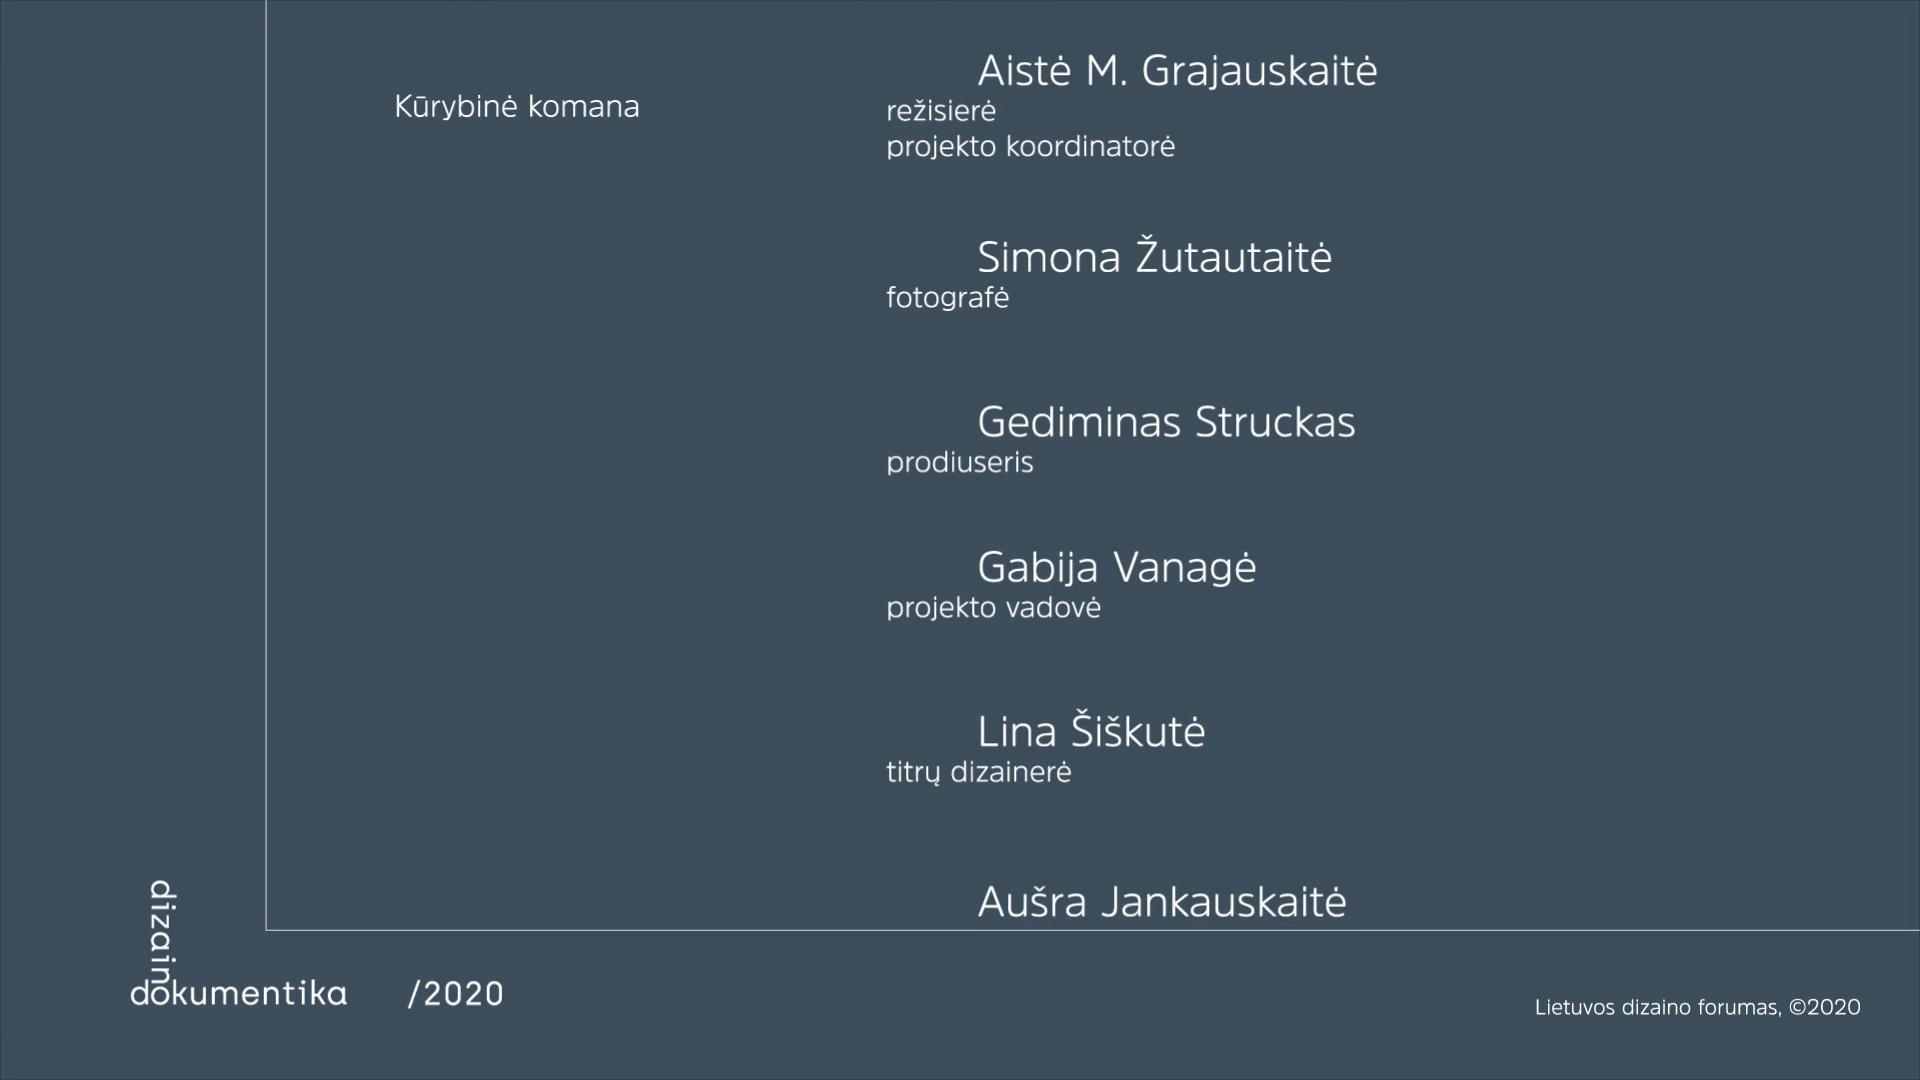 Kūrybinė komana
Aistė M. Grajauskaitė
režisierė
projekto koordinatorė
Simona Žutautaitė
fotografė
Gediminas Struckas
prodiuseris
Gabija Vanagė
projekto vadovė
Lina Šiškutė
titrų dizainerė
Aušra Jankauskaitė
dizaino
dokumentika /2020
Lietuvos dizaino forumas, ©2020